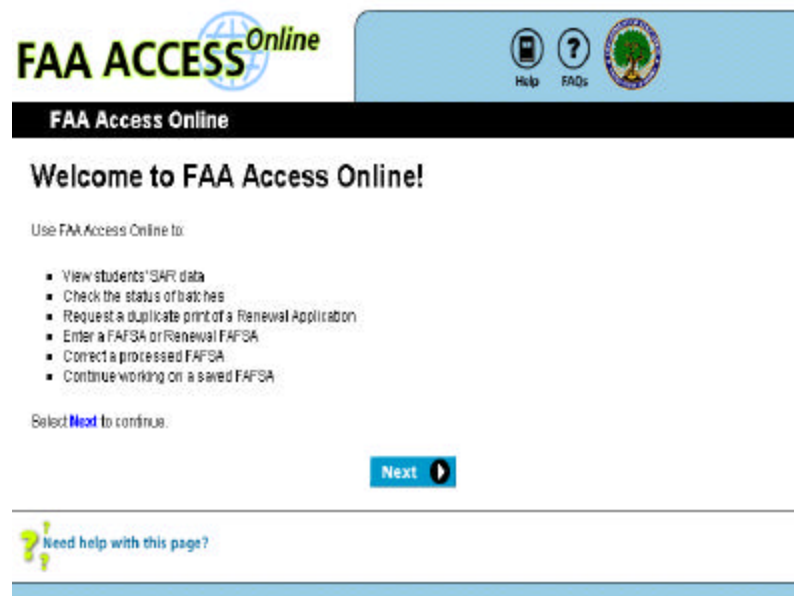 FAA ACCESS Online
Help FAQs
FAA Access Online
Welcome to FAA Access Online!
Use FAA Access Online to:
View students' SAR data
Check the status of batches
Request a duplicate print of a Renewal Application
Enter a FAFSA or Renewal FAFSA
Correct a processed FAFSA
Continue working on a saved FAFSA
Select Next to continue.
Next
Need help with this page?